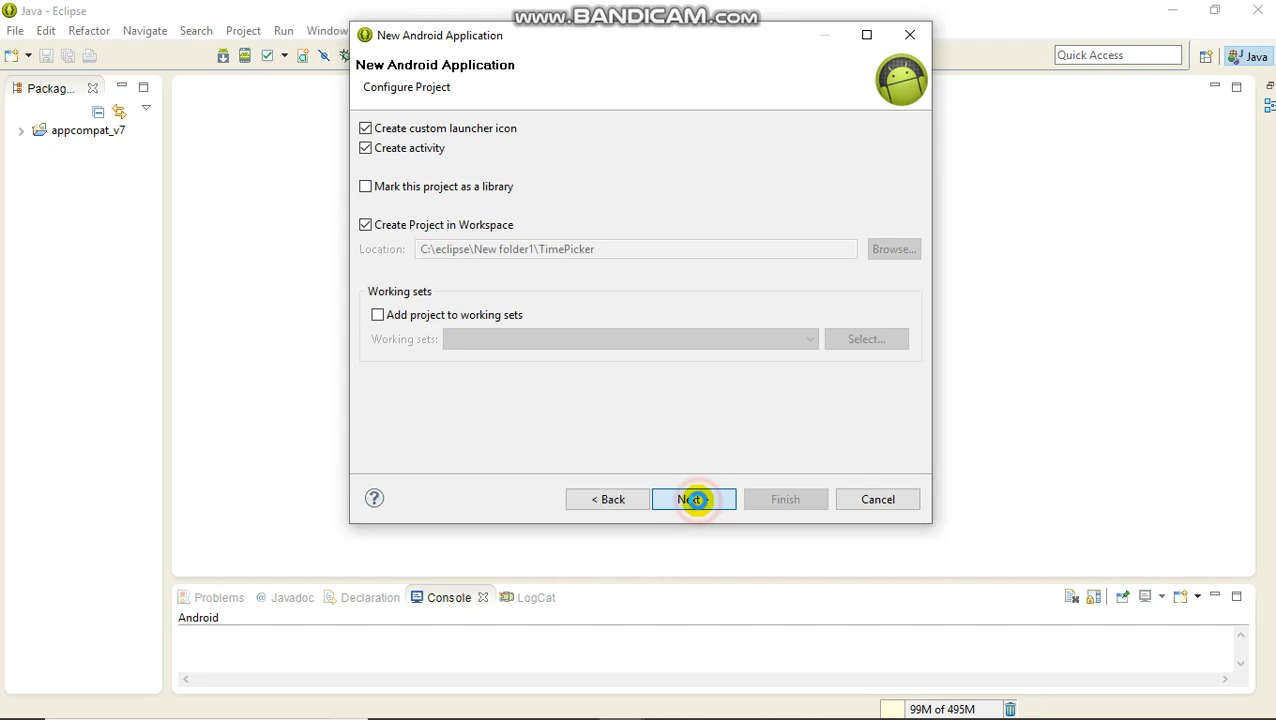 Java - Eclipse
www.BANDICAM.com
File Edit Refactor Navigate Search Project Run Window
New Android Application
New Android Application
Configure Project
Quick Access
Java
Packag...
appcompat_v7
Create custom launcher icon
Create activity
Mark this project as a library
Create Project in Workspace
Location: C:\eclipse\New folder1\TimePicker Browse...
Working sets
Add project to working sets
Working sets: Select...
? < Back Next > Finish Cancel
Problems @ Javadoc Declaration Console LogCat
Android
99M of 495M